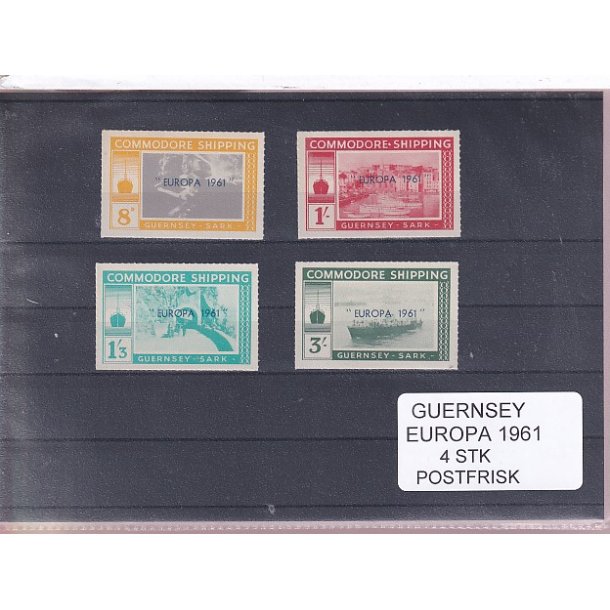 COMMODORE SHIPPING
"EUROPA 1961"
8D
GUERNSEY - SARK
COMMODORE SHIPPING
"EUROPA 1961"
1/-
GUERNSEY - SARK
COMMODORE SHIPPING
"EUROPA 1961"
1/3
GUERNSEY - SARK
COMMODORE SHIPPING
"EUROPA 1961"
3/-
GUERNSEY - SARK
GUERNSEY
EUROPA 1961
4 STK
POSTFRISK